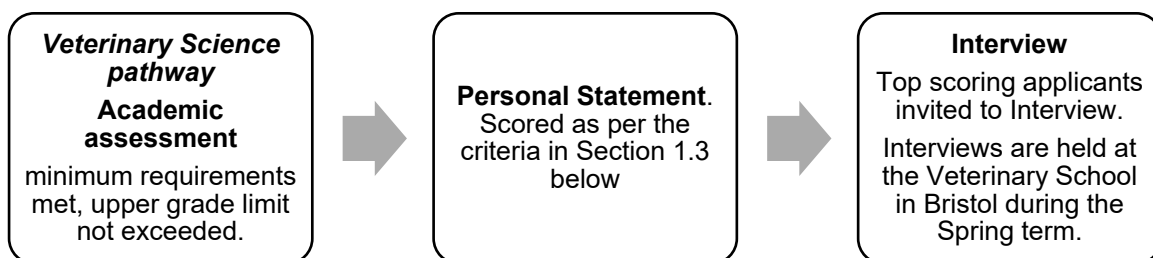 Veterinary Science
pathway
Academic
assessment
minimum requirements
met, upper grade limit
not exceeded.
Personal Statement.
Scored as per the
criteria in Section 1.3
below
Interview
Top scoring applicants
invited to Interview.
Interviews are held at
the Veterinary School
in Bristol during the
Spring term.